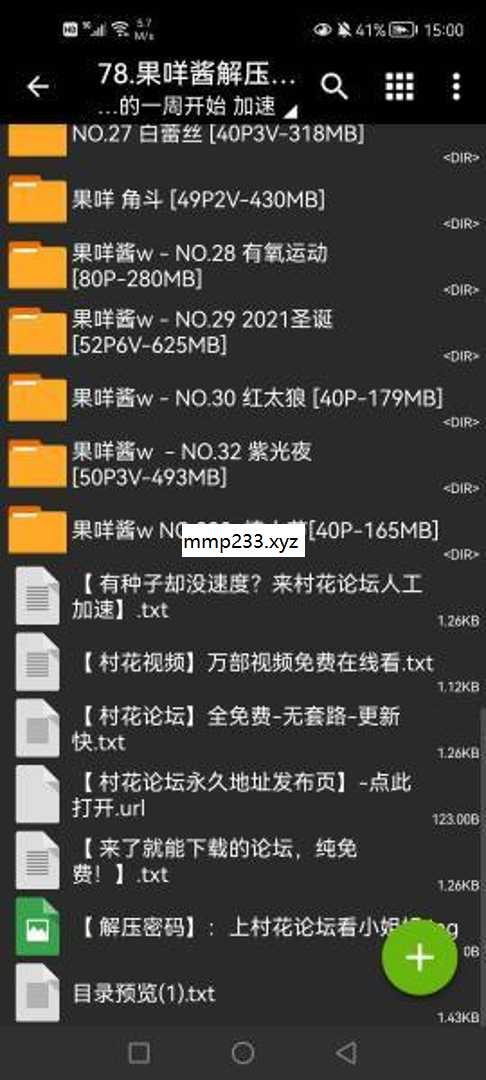 HD 5G 5.7 M/s 41% 15:00
78.果咩酱解压...
...的一周开始 加速
NO.27 白蕾丝 [40P3V-318MB]
<DIR>
果咩 角斗 [49P2V-430MB]
<DIR>
果咩酱w - NO.28 有氧运动
[80P-280MB]
<DIR>
果咩酱w - NO.29 2021圣诞
[52P6V-625MB]
<DIR>
果咩酱w - NO.30 红太狼 [40P-179MB]
<DIR>
果咩酱w - NO.32 紫光夜
[50P3V-493MB]
<DIR>
果咩酱w NO [40P-165MB]
mmp233.xyz
<DIR>
【 有种子却没速度？来村花论坛人工
加速】.txt
1.26KB
【 村花视频】万部视频免费在线看.txt
1.12KB
【 村花论坛】全免费-无套路-更新
快.txt
1.26KB
【 村花论坛永久地址发布页】-点此
打开.url
123.00B
【 来了就能下载的论坛，纯免
费！】.txt
1.26KB
【 解压密码】：上村花论坛看小姐
0B
目录预览(1).txt
1.43KB